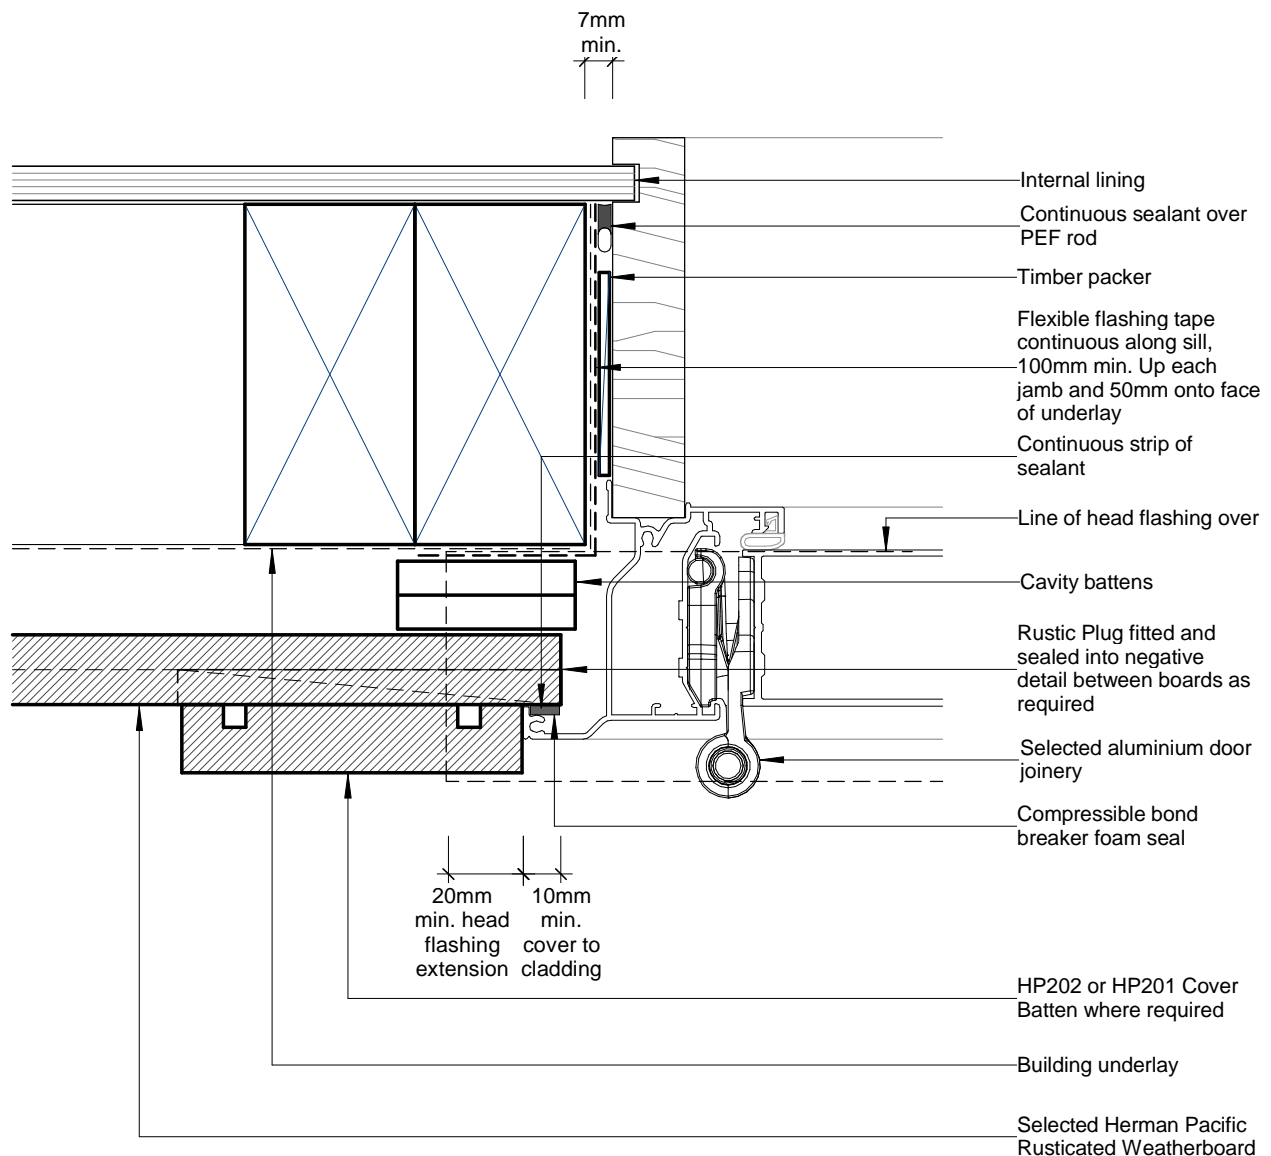 7mm
min.
Internal lining
Continuous sealant over
PEF rod
Timber packer
Flexible flashing tape
continuous along sill,
100mm min. Up each
jamb and 50mm onto face
of underlay
Continuous strip of
sealant
Line of head flashing over
Cavity battens
Rustic Plug fitted and
sealed into negative
detail between boards as
required
Selected aluminium door
joinery
Compressible bond
breaker foam seal
20mm
min. head
flashing
extension
10mm
min.
cover to
cladding
HP202 or HP201 Cover
Batten where required
Building underlay
Selected Herman Pacific
Rusticated Weatherboard